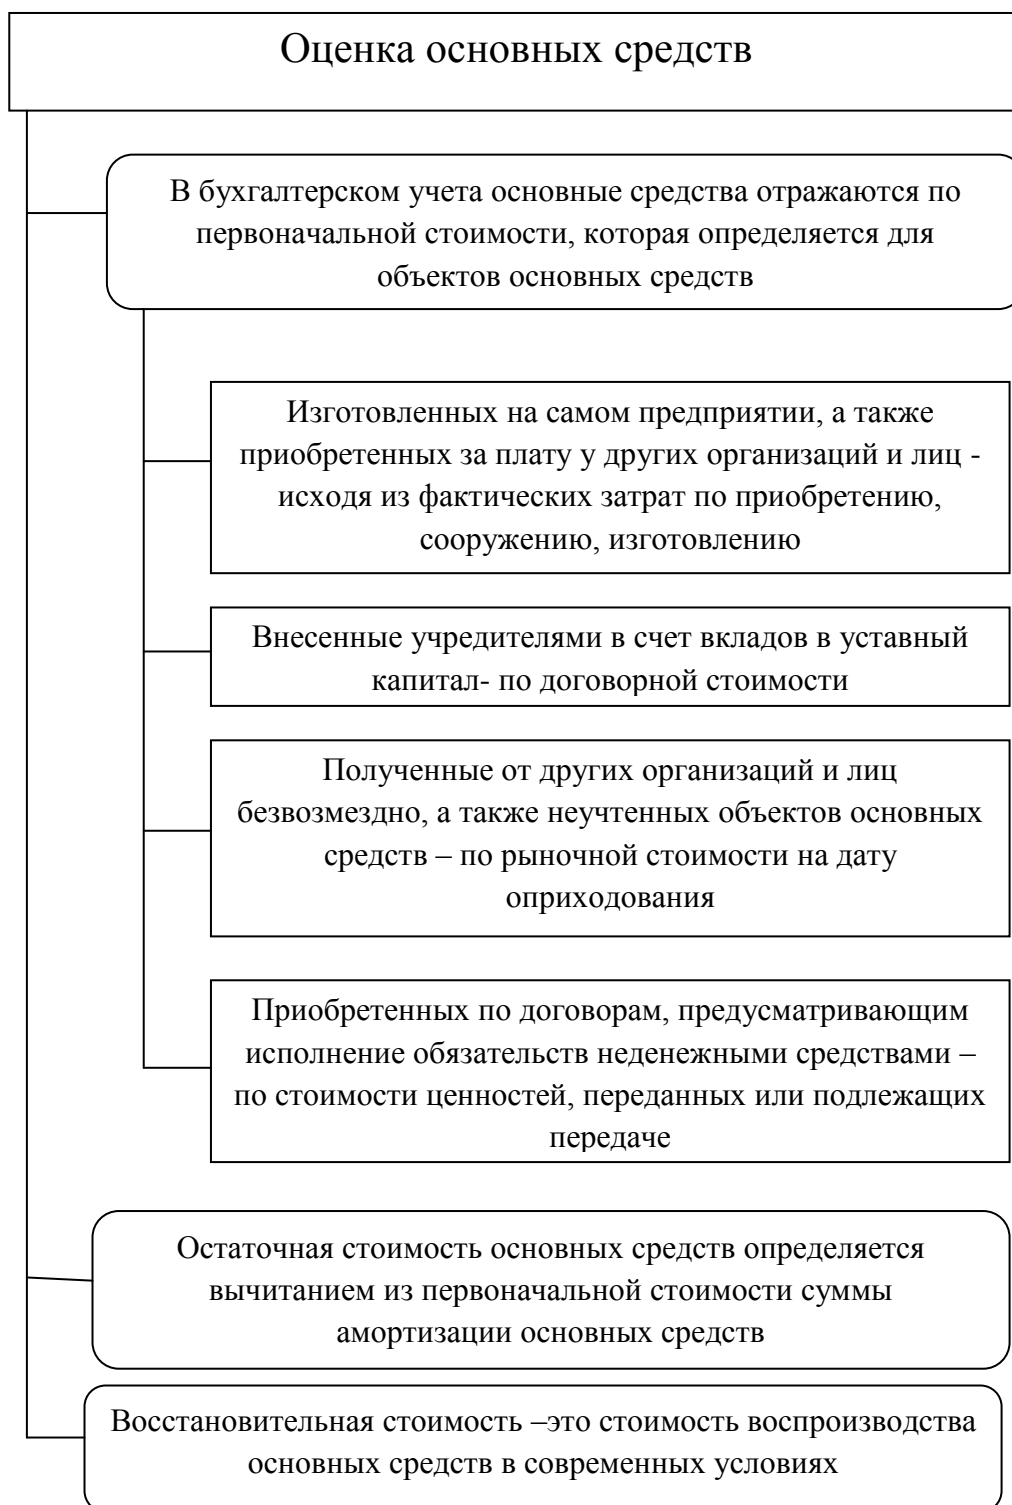 Оценка основных средств
В бухгалтерском учета основные средства отражаются по
первоначальной стоимости, которая определяется для
объектов основных средств
Изготовленных на самом предприятии, а также
приобретенных за плату у других организаций и лиц -
исходя из фактических затрат по приобретению,
сооружению, изготовлению
Внесенные учредителями в счет вкладов в уставный
капитал- по договорной стоимости
Полученные от других организаций и лиц
безвозмездно, а также неучтенных объектов основных
средств – по рыночной стоимости на дату
оприходования
Приобретенных по договорам, предусматривающим
исполнение обязательств неденежными средствами –
по стоимости ценностей, переданных или подлежащих
передаче
Остаточная стоимость основных средств определяется
вычитанием из первоначальной стоимости суммы
амортизации основных средств
Восстановительная стоимость –это стоимость воспроизводства
основных средств в современных условиях